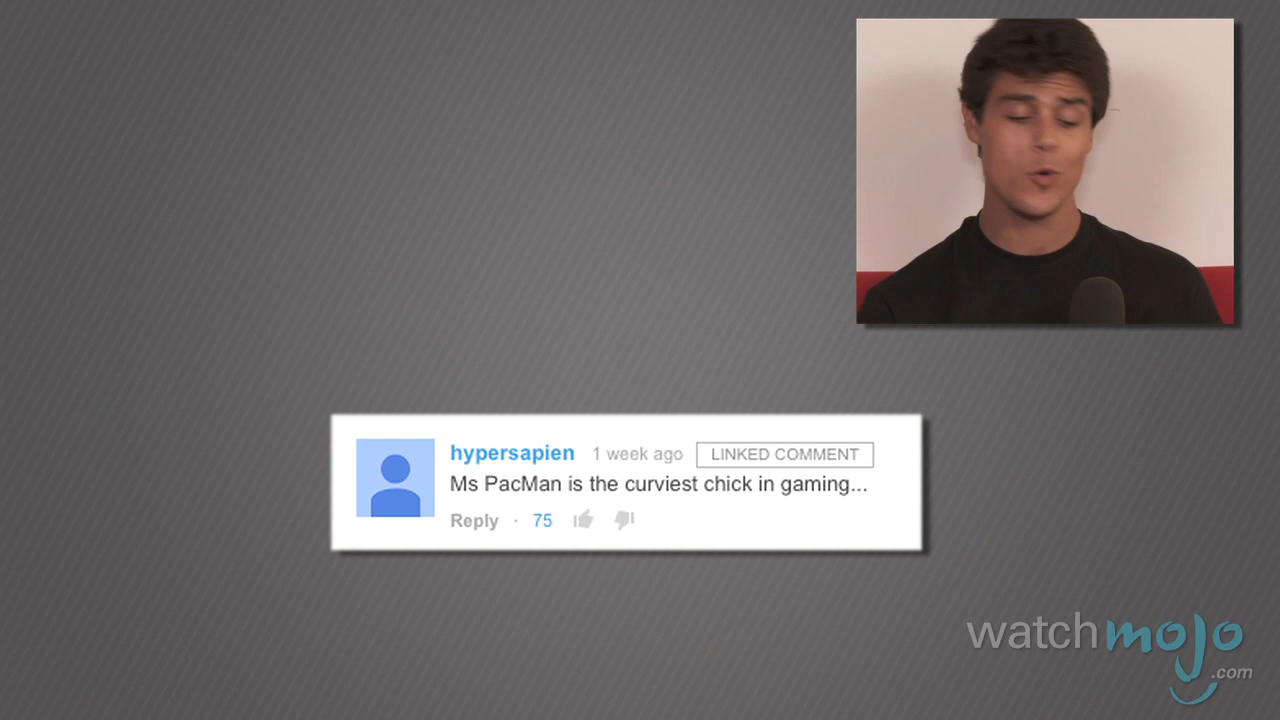 hypersapien 1 week ago LINKED COMMENT
Ms PacMan is the curviest chick in gaming...
Reply · 75
watchmojo
.com